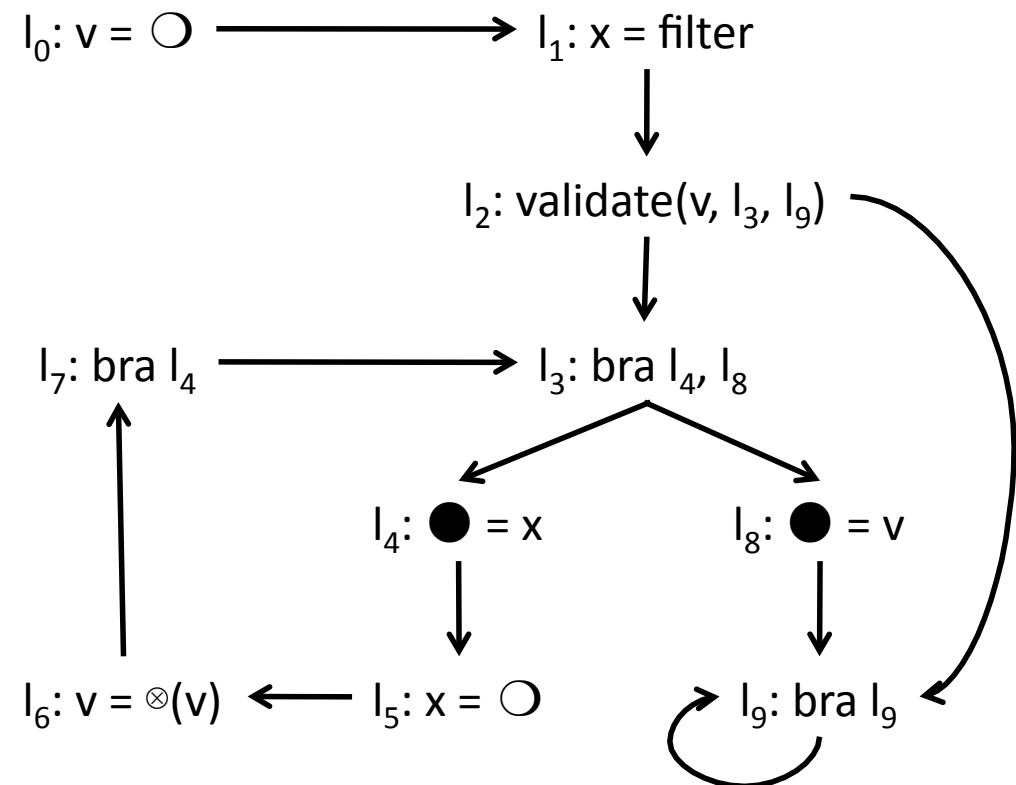 l₀: v = ○
l₁: x = filter
l₂: validate(v, l₃, l₉)
l₇: bra l₄
l₃: bra l₄, l₈
l₄: ● = x
l₈: ● = v
l₆: v = ⊗(v)
l₅: x = ○
l₉: bra l₉